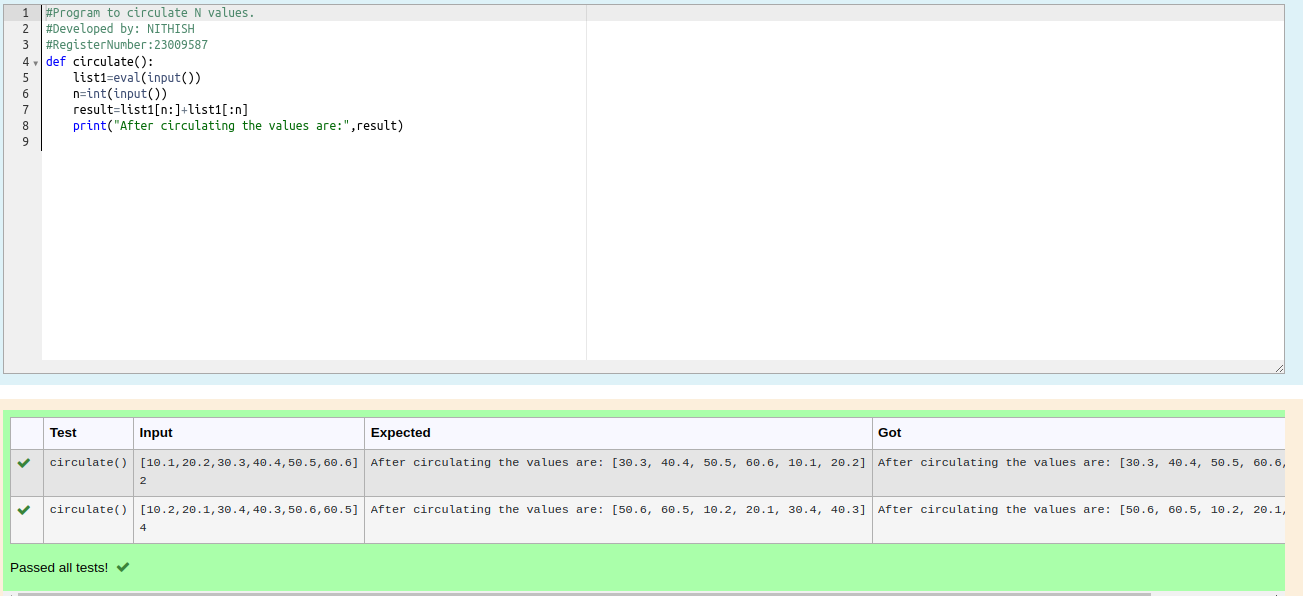 1 #Program to circulate N values.
2 #Developed by: NITHISH
3 #RegisterNumber:23009587
4 def circulate():
5     list1=eval(input())
6     n=int(input())
7     result=list1[n:]+list1[:n]
8     print("After circulating the values are:",result)
9
Test Input Expected Got
circulate() [10.1,20.2,30.3,40.4,50.5,60.6] After circulating the values are: [30.3, 40.4, 50.5, 60.6, 10.1, 20.2] After circulating the values are: [30.3, 40.4, 50.5, 60.6,
2
circulate() [10.2,20.1,30.4,40.3,50.6,60.5] After circulating the values are: [50.6, 60.5, 10.2, 20.1, 30.4, 40.3] After circulating the values are: [50.6, 60.5, 10.2, 20.1,
4
Passed all tests!